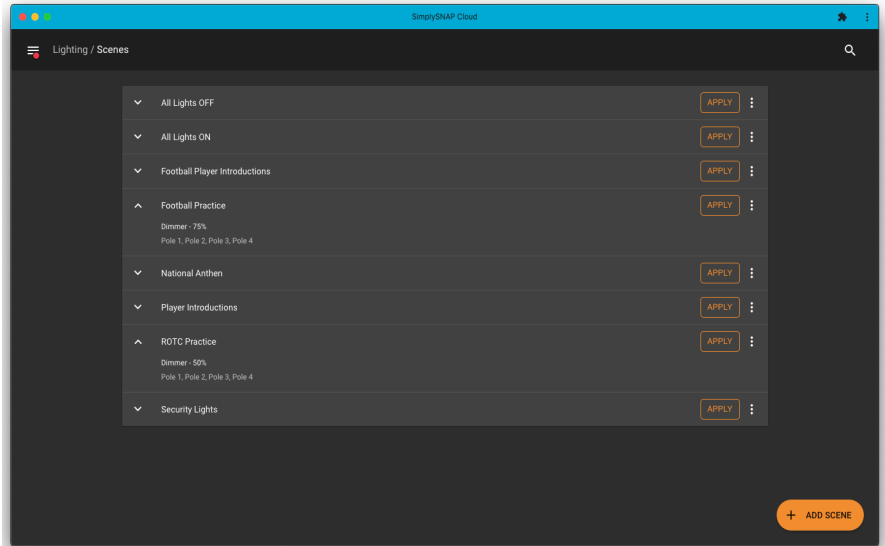 SimplySNAP Cloud
Lighting / Scenes
All Lights OFF APPLY
All Lights ON APPLY
Football Player Introductions APPLY
Football Practice APPLY
Dimmer - 75%
Pole 1, Pole 2, Pole 3, Pole 4
National Anthen APPLY
Player Introductions APPLY
ROTC Practice APPLY
Dimmer - 50%
Pole 1, Pole 2, Pole 3, Pole 4
Security Lights APPLY
+ ADD SCENE